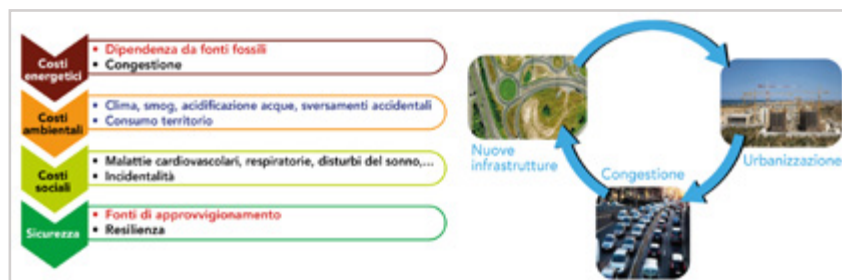 Costi
energetici
• Dipendenza da fonti fossili
• Congestione
Costi
ambientali
• Clima, smog, acidificazione acque, sversamenti accidentali
• Consumo territorio
Costi
sociali
• Malattie cardiovascolari, respiratorie, disturbi del sonno,...
• Incidentalità
Sicurezza
• Fonti di approvvigionamento
• Resilienza
Nuove
infrastrutture
Urbanizzazione
Congestione